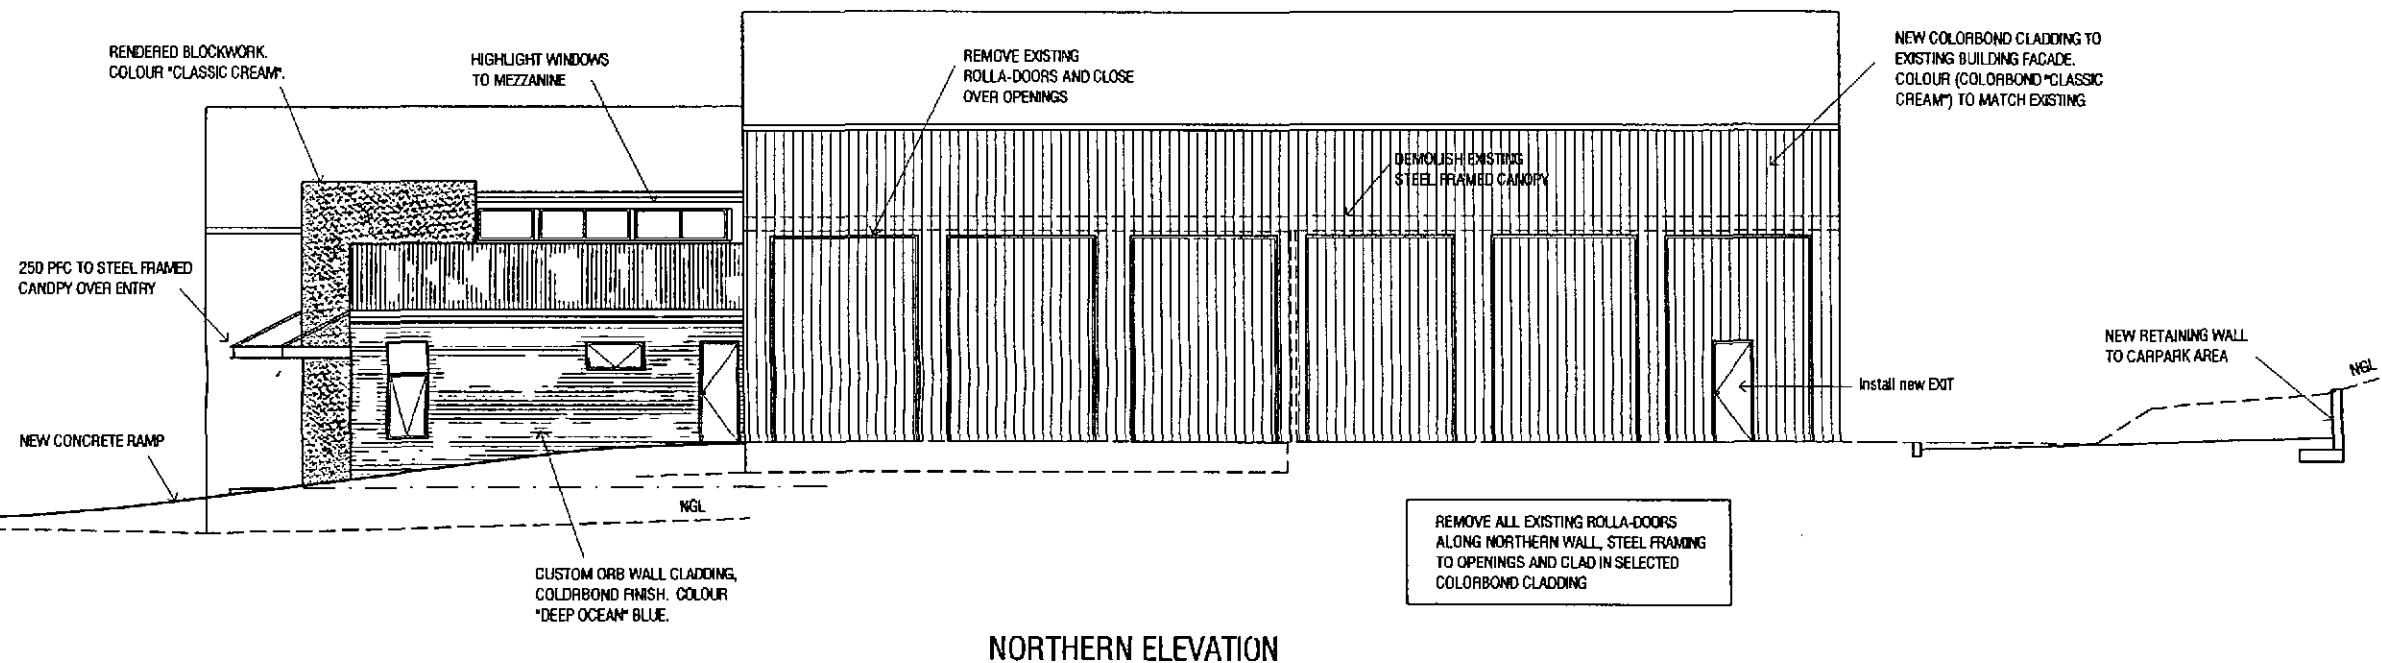 RENDERED BLOCKWORK.
COLOUR "CLASSIC CREAM".
HIGHLIGHT WINDOWS
TO MEZZANINE
REMOVE EXISTING
ROLLA-DOORS AND CLOSE
OVER OPENINGS
NEW COLORBOND CLADDING TO
EXISTING BUILDING FACADE.
COLOUR (COLORBOND "CLASSIC
CREAM") TO MATCH EXISTING
DEMOLISH EXISTING
STEEL FRAMED CANOPY
250 PFC TO STEEL FRAMED
CANOPY OVER ENTRY
NEW RETAINING WALL
TO CARPARK AREA
NGL
Install new EXIT
NEW CONCRETE RAMP
NGL
CUSTOM ORB WALL CLADDING,
COLORBOND FINISH. COLOUR
"DEEP OCEAN" BLUE.
REMOVE ALL EXISTING ROLLA-DOORS
ALONG NORTHERN WALL, STEEL FRAMING
TO OPENINGS AND CLAD IN SELECTED
COLORBOND CLADDING
NORTHERN ELEVATION